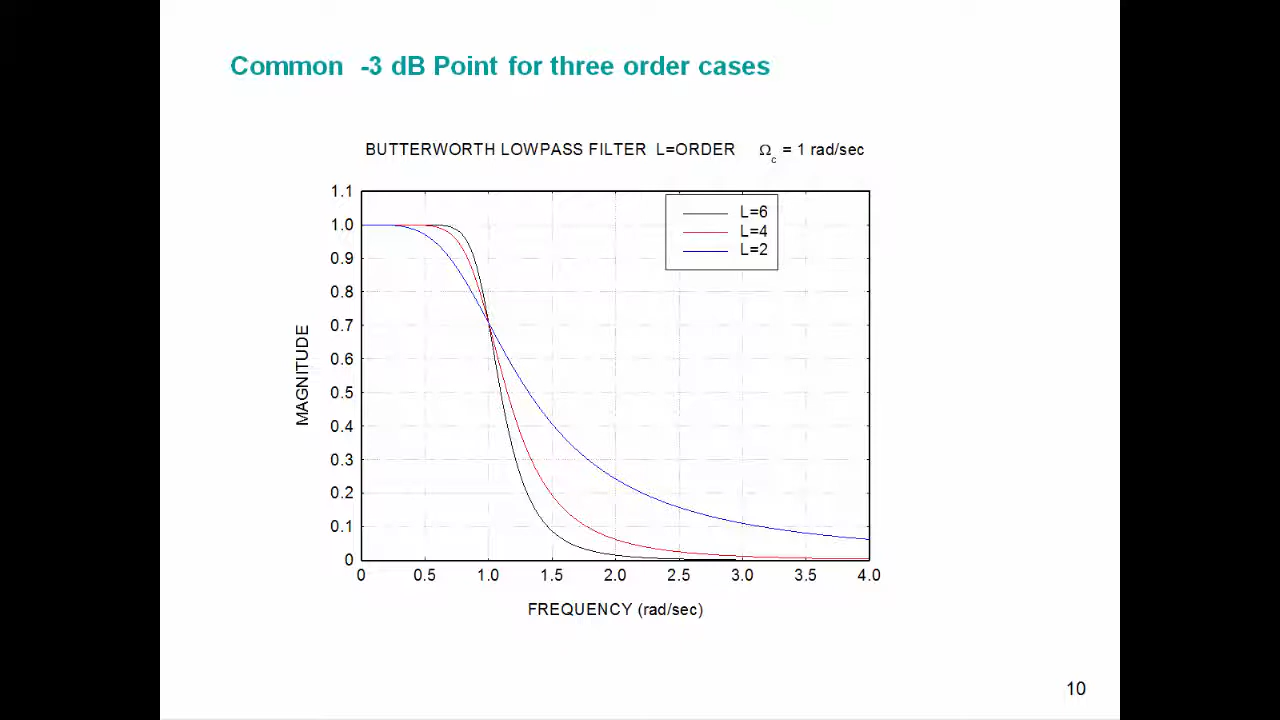 Common -3 dB Point for three order cases
BUTTERWORTH LOWPASS FILTER L=ORDER Ωc = 1 rad/sec
L=6
L=4
L=2
1.1
1.0
0.9
0.8
0.7
0.6
0.5
0.4
0.3
0.2
0.1
0
MAGNITUDE
0 0.5 1.0 1.5 2.0 2.5 3.0 3.5 4.0
FREQUENCY (rad/sec)
10